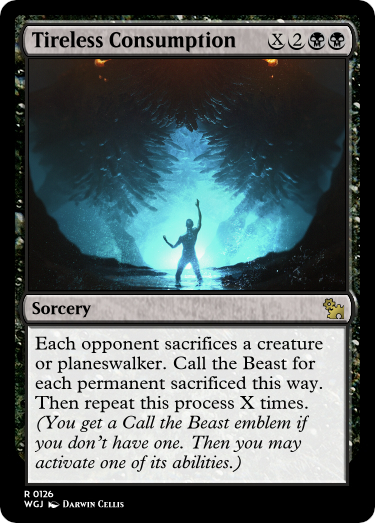 Tireless Consumption X2
Sorcery
Each opponent sacrifices a creature
or planeswalker. Call the Beast for
each permanent sacrificed this way.
Then repeat this process X times.
(You get a Call the Beast emblem if
you don't have one. Then you may
activate one of its abilities.)
R 0126
WGJ Darwin Cellis